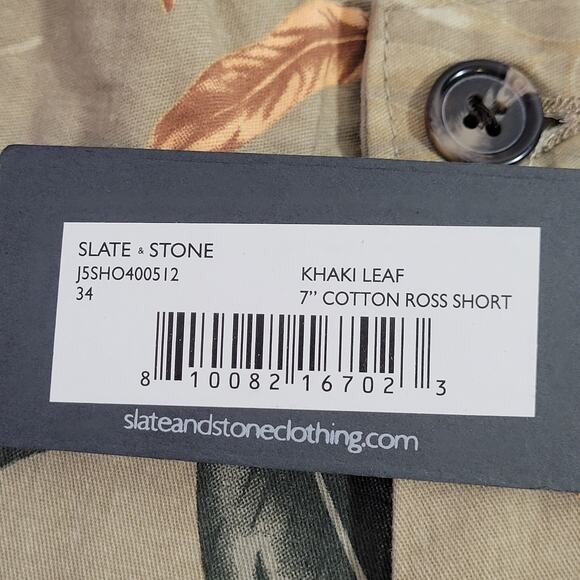 SLATE & STONE
J5SHO400512 KHAKI LEAF
34 7” COTTON ROSS SHORT
8 10082 16702 3
slateandstoneclothing.com